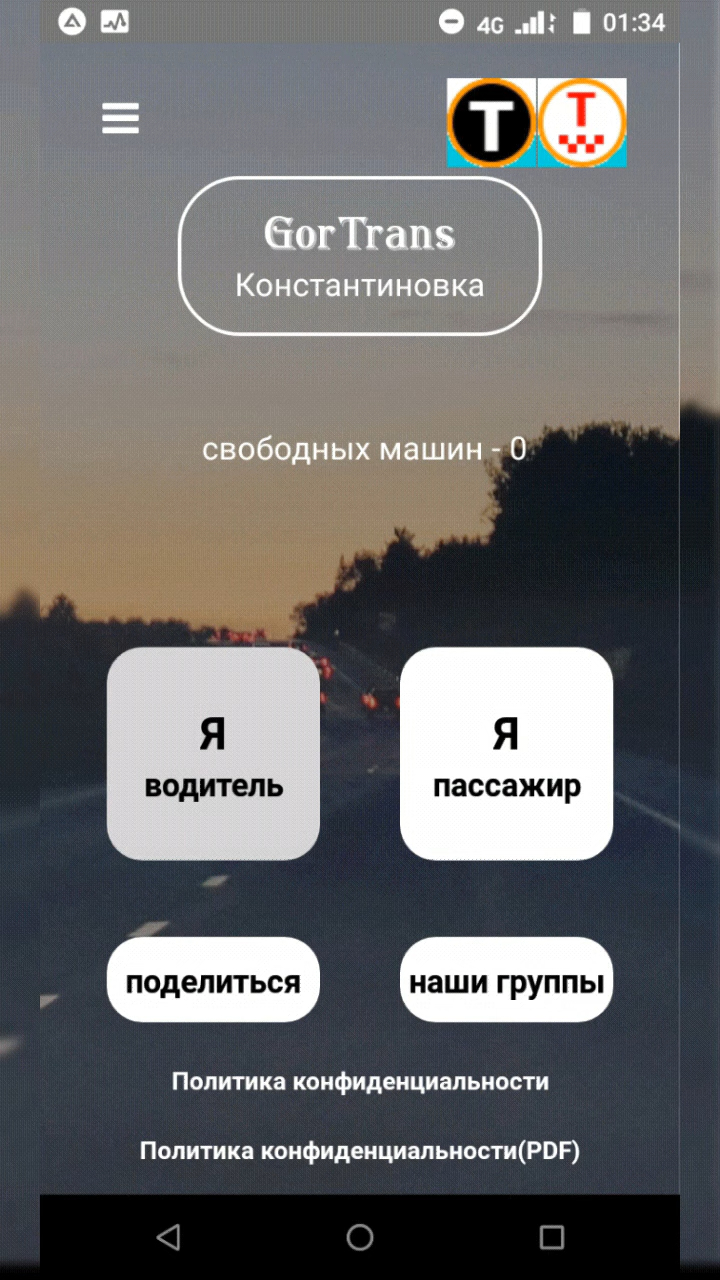 4G 01:34
T T
GorTrans
Константиновка
свободных машин - 0
Я
водитель
Я
пассажир
поделиться
наши группы
Политика конфиденциальности
Политика конфиденциальности(PDF)